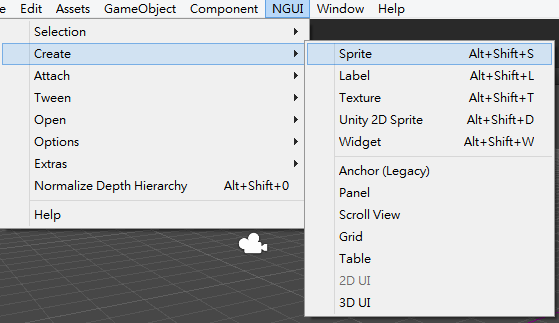 e Edit Assets GameObject Component NGUI Window Help
Selection
Create
Attach
Tween
Open
Options
Extras
Normalize Depth Hierarchy Alt+Shift+0
Help
Sprite Alt+Shift+S
Label Alt+Shift+L
Texture Alt+Shift+T
Unity 2D Sprite Alt+Shift+D
Widget Alt+Shift+W
Anchor (Legacy)
Panel
Scroll View
Grid
Table
2D UI
3D UI